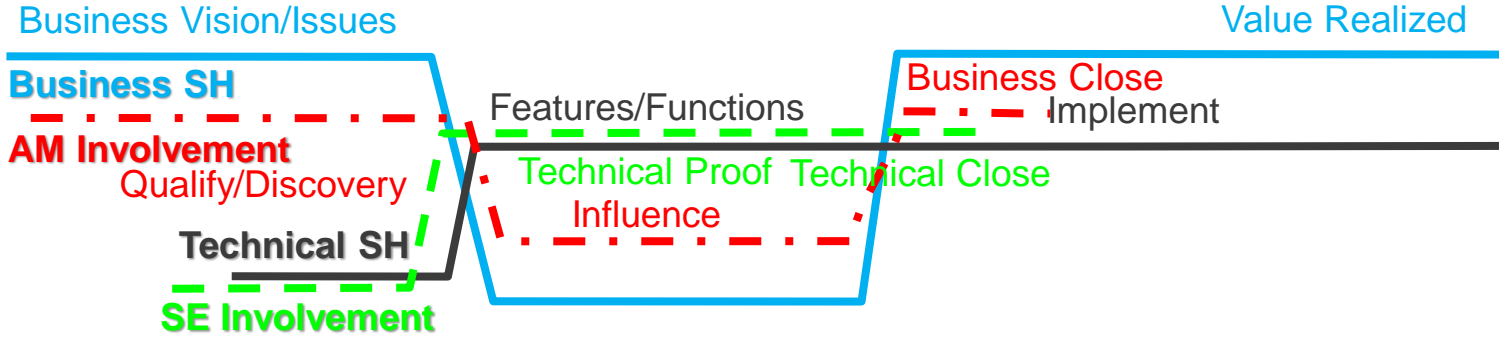 Business Vision/Issues
Value Realized
Business SH
Business Close
Features/Functions
Implement
AM Involvement
Qualify/Discovery
Technical Proof
Technical Close
Influence
Technical SH
SE Involvement